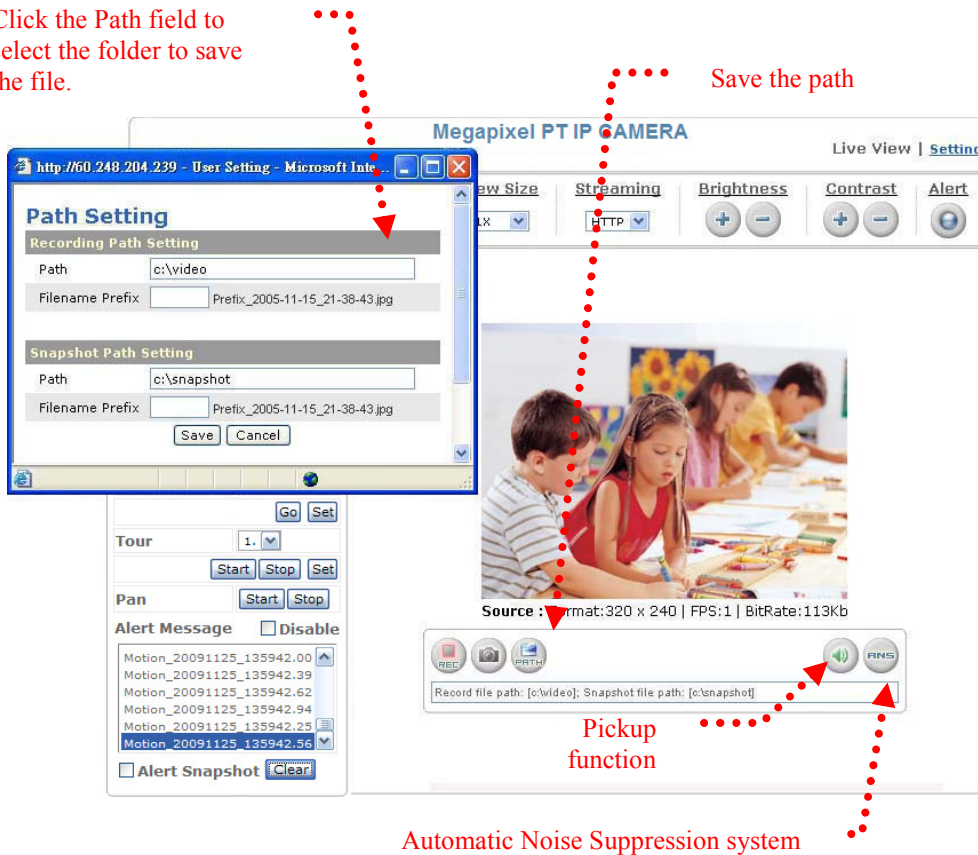 Click the Path field to
select the folder to save
the file.
Save the path
Megapixel PT IP CAMERA
Live View | Setting
http://60.248.204.239 - User Setting - Microsoft Inte...
Path Setting
Recording Path Setting
Path c:\video
Filename Prefix Prefix_2005-11-15_21-38-43.jpg
Snapshot Path Setting
Path c:\snapshot
Filename Prefix Prefix_2005-11-15_21-38-43.jpg
Save Cancel
ew Size Streaming Brightness Contrast Alert
1X HTTP
Go Set
Tour 1.
Start Stop Set
Pan Start Stop
Alert Message Disable
Motion_20091125_135942.00
Motion_20091125_135942.39
Motion_20091125_135942.62
Motion_20091125_135942.94
Motion_20091125_135942.25
Motion_20091125_135942.56
Alert Snapshot Clear
Source : Format:320 x 240 | FPS:1 | BitRate:113Kb
REC PATH ANS
Record file path: [c:\video]; Snapshot file path: [c:\snapshot]
Pickup
function
Automatic Noise Suppression system